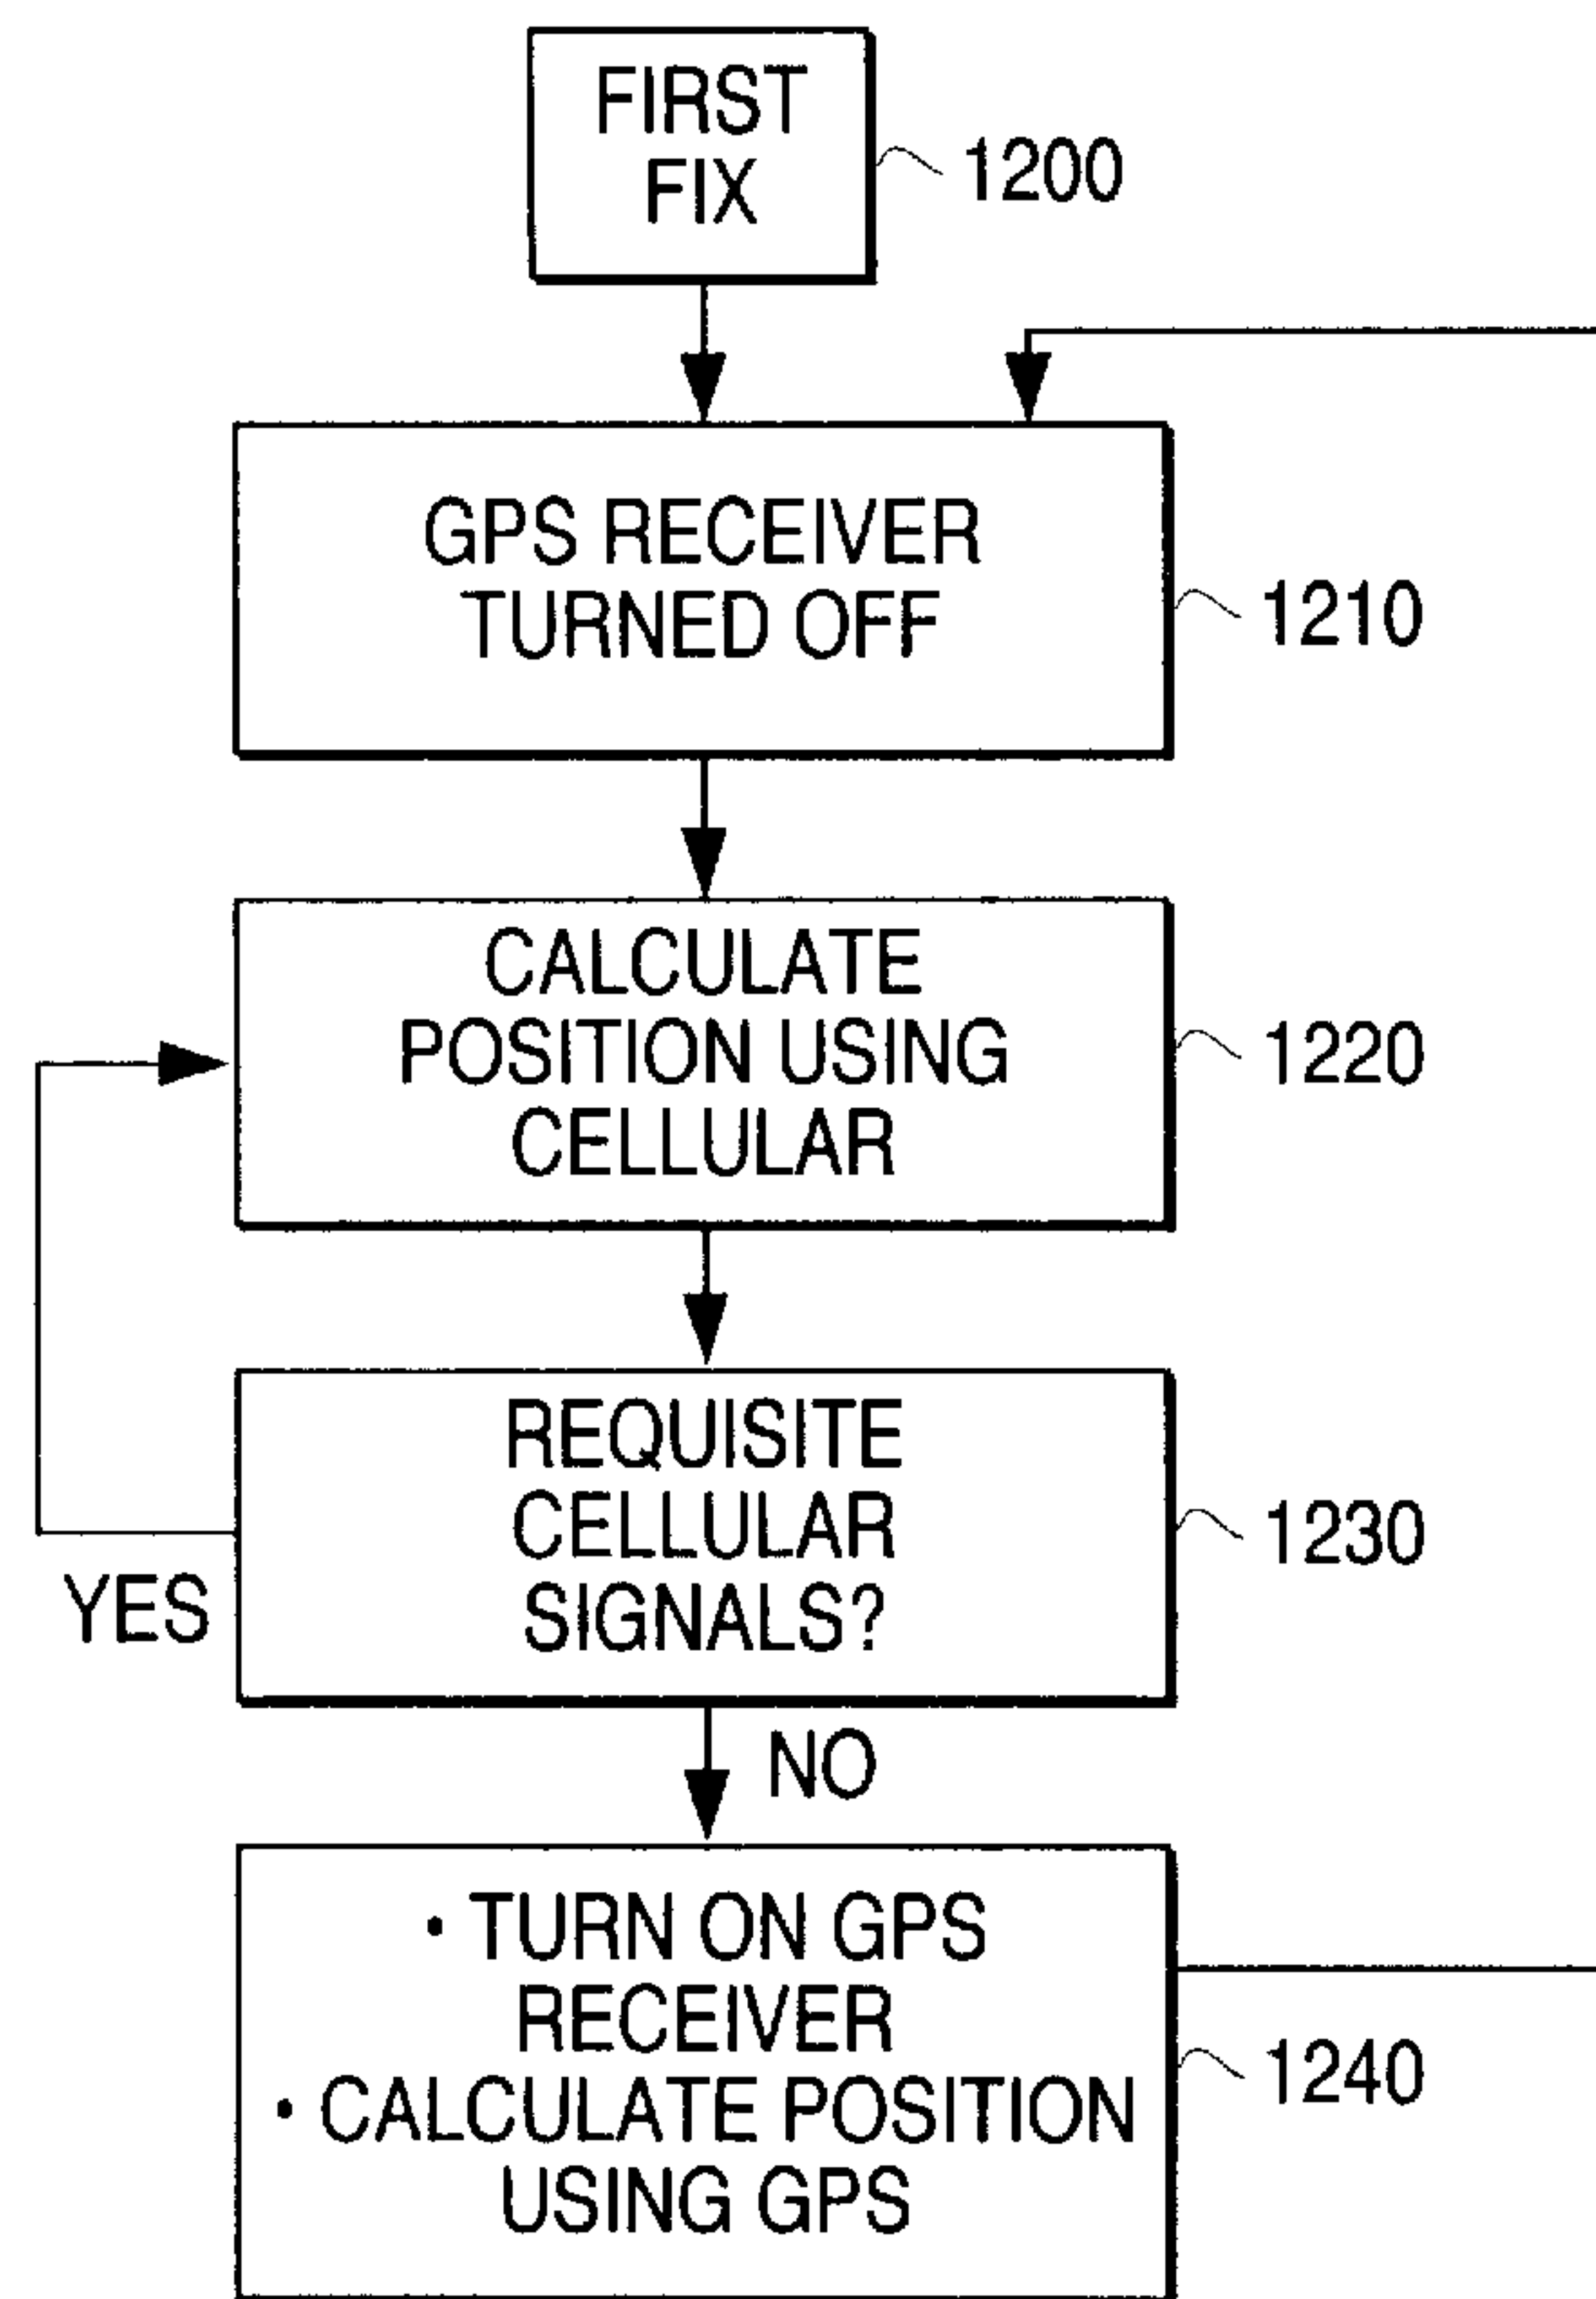 FIRST
FIX
1200
GPS RECEIVER
TURNED OFF
1210
CALCULATE
POSITION USING
CELLULAR
1220
REQUISITE
CELLULAR
SIGNALS?
1230
YES
NO
• TURN ON GPS
RECEIVER
• CALCULATE POSITION
USING GPS
1240